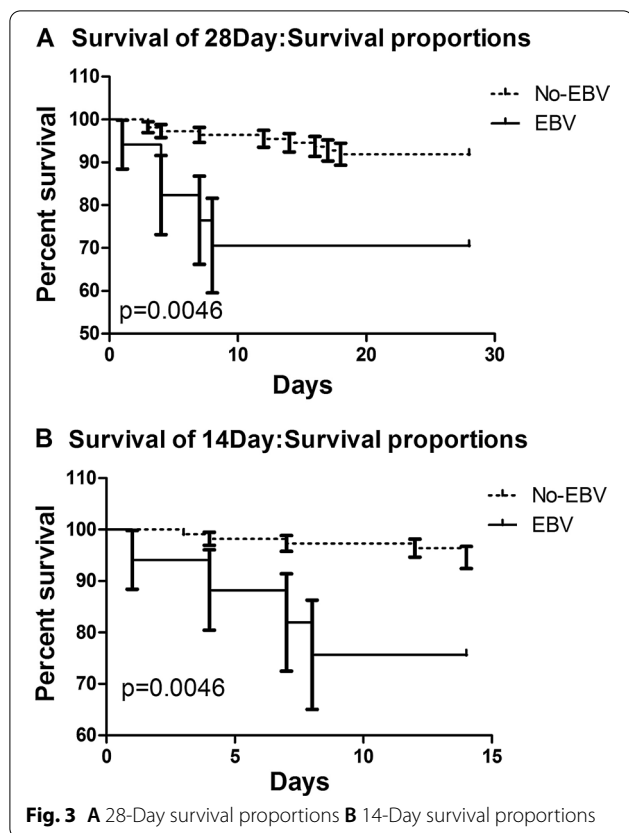 A Survival of 28Day:Survival proportions
110
100
90
80
70
60
50
0
10
20
30
Percent survival
Days
No-EBV
EBV
p=0.0046
B Survival of 14Day:Survival proportions
110
100
90
80
70
60
0
5
10
15
Percent survival
Days
No-EBV
EBV
p=0.0046
Fig. 3 A 28-Day survival proportions B 14-Day survival proportions